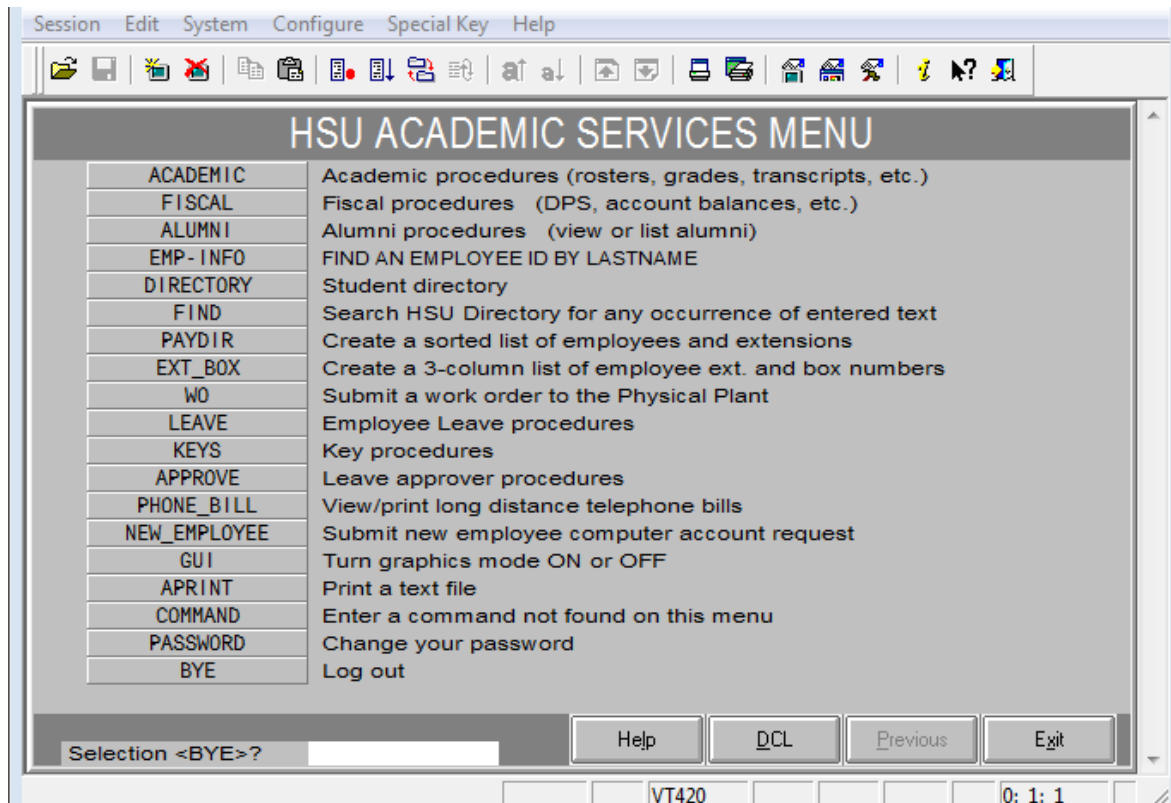 Session Edit System Configure Special Key Help
HSU ACADEMIC SERVICES MENU
ACADEMIC Academic procedures (rosters, grades, transcripts, etc.)
FISCAL Fiscal procedures (DPS, account balances, etc.)
ALUMNI Alumni procedures (view or list alumni)
EMP-INFO FIND AN EMPLOYEE ID BY LASTNAME
DIRECTORY Student directory
FIND Search HSU Directory for any occurrence of entered text
PAYDIR Create a sorted list of employees and extensions
EXT_BOX Create a 3-column list of employee ext. and box numbers
WO Submit a work order to the Physical Plant
LEAVE Employee Leave procedures
KEYS Key procedures
APPROVE Leave approver procedures
PHONE_BILL View/print long distance telephone bills
NEW_EMPLOYEE Submit new employee computer account request
GUI Turn graphics mode ON or OFF
APRINT Print a text file
COMMAND Enter a command not found on this menu
PASSWORD Change your password
BYE Log out
Selection <BYE>? Help DCL Previous Exit
VT420 0: 1: 1